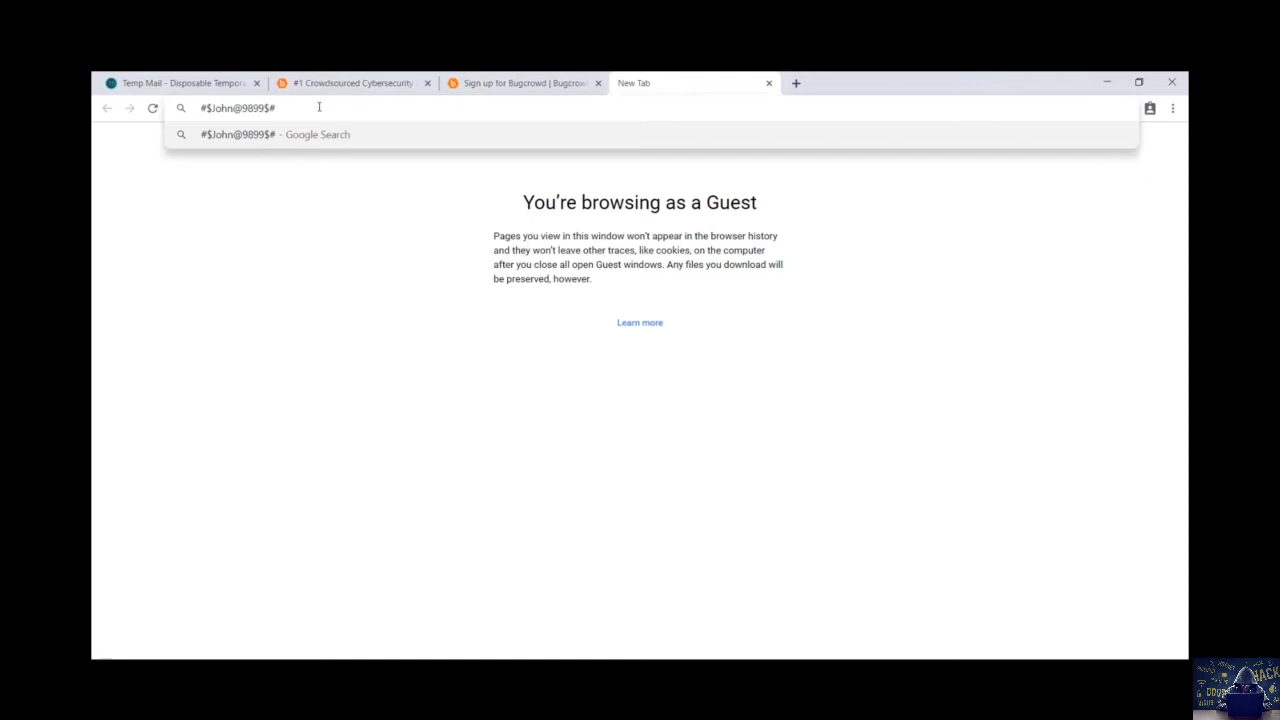 Temp Mail - Disposable Tempora
#1 Crowdsourced Cybersecurity
Sign up for Bugcrowd | Bugcrow
New Tab
#$John@9899$#
#$John@9899$# - Google Search
You're browsing as a Guest
Pages you view in this window won't appear in the browser history
and they won't leave other traces, like cookies, on the computer
after you close all open Guest windows. Any files you download will
be preserved, however.
Learn more
HACK